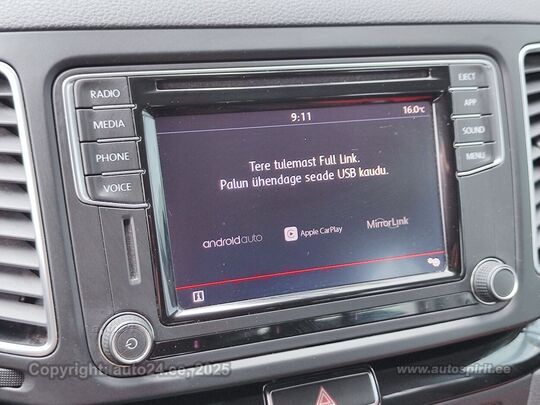 RADIO
MEDIA
PHONE
VOICE
EJECT
APP
SOUND
MENU
9:11
16.0°C
Tere tulemast Full Link.
Palun ühendage seade USB kaudu.
androidauto
Apple CarPlay
MirrorLink
Copyright: auto24.ee, 2025
www.autospirit.ee